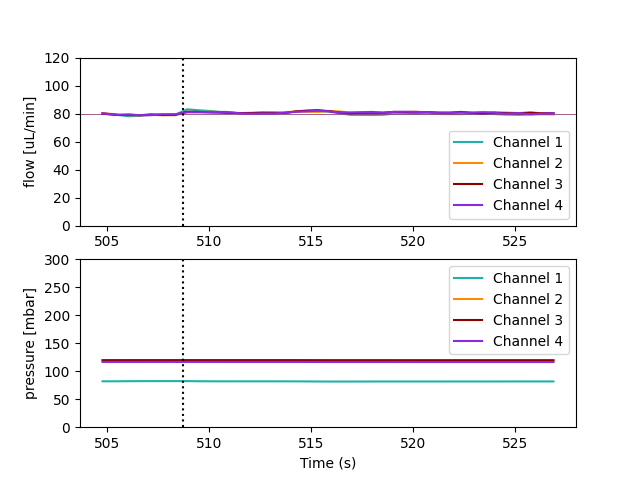 flow [uL/min]
120
100
80
60
40
20
0
505 510 515 520 525
Channel 1
Channel 2
Channel 3
Channel 4
pressure [mbar]
300
250
200
150
100
50
0
505 510 515 520 525
Channel 1
Channel 2
Channel 3
Channel 4
Time (s)